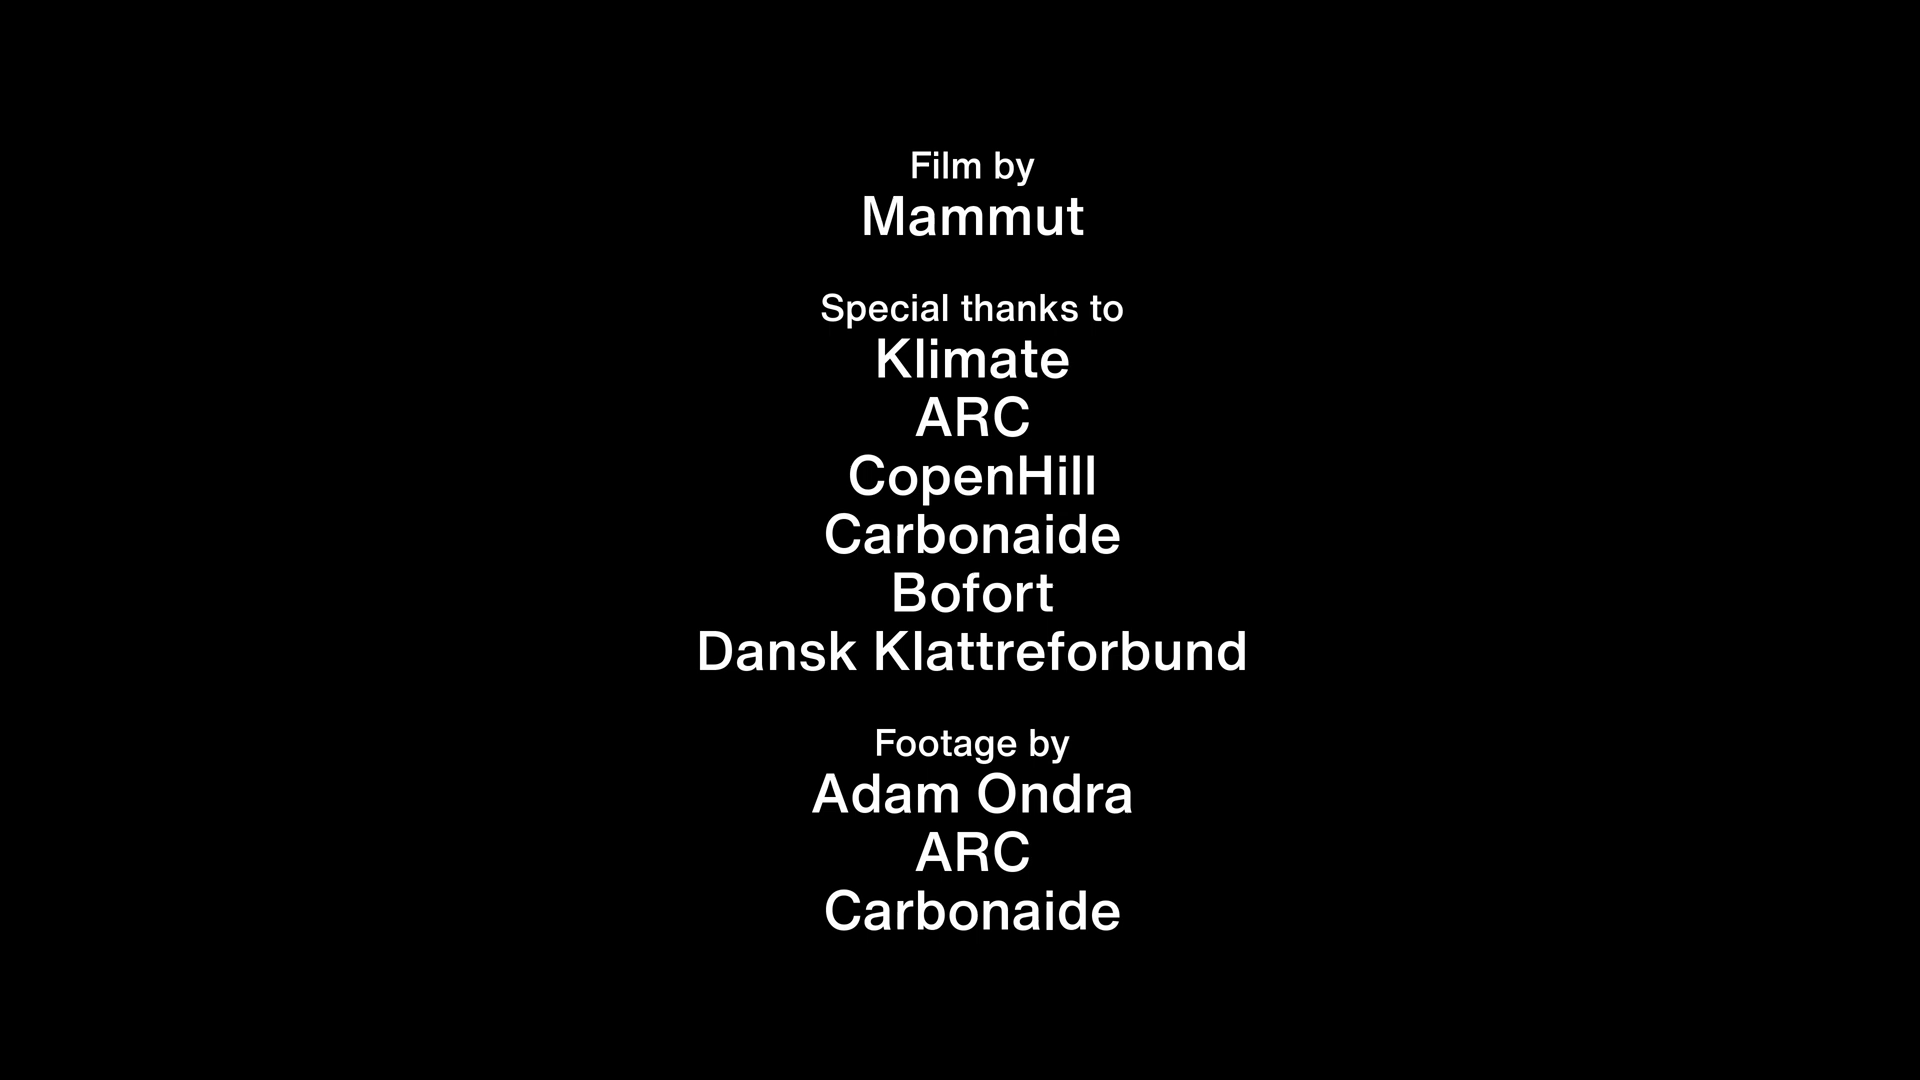 Film by
Mammut
Special thanks to
Klimate
ARC
CopenHill
Carbonaide
Bofort
Dansk Klattreforbund
Footage by
Adam Ondra
ARC
Carbonaide